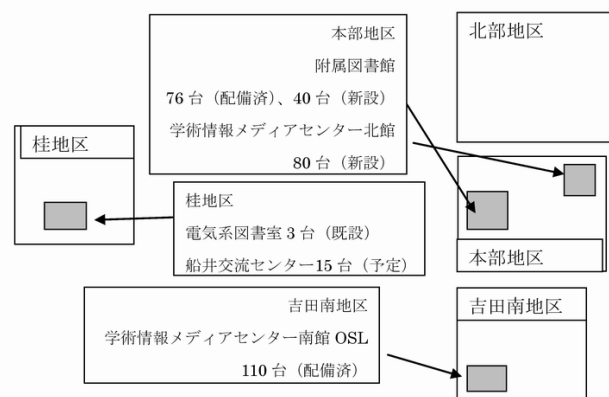 本部地区
附属図書館
76 台（配備済）、40 台（新設）
学術情報メディアセンター北館
80 台（新設）
北部地区
桂地区
桂地区
電気系図書室 3 台（既設）
船井交流センター15 台（予定）
本部地区
吉田南地区
学術情報メディアセンター南館 OSL
110 台（配備済）
吉田南地区